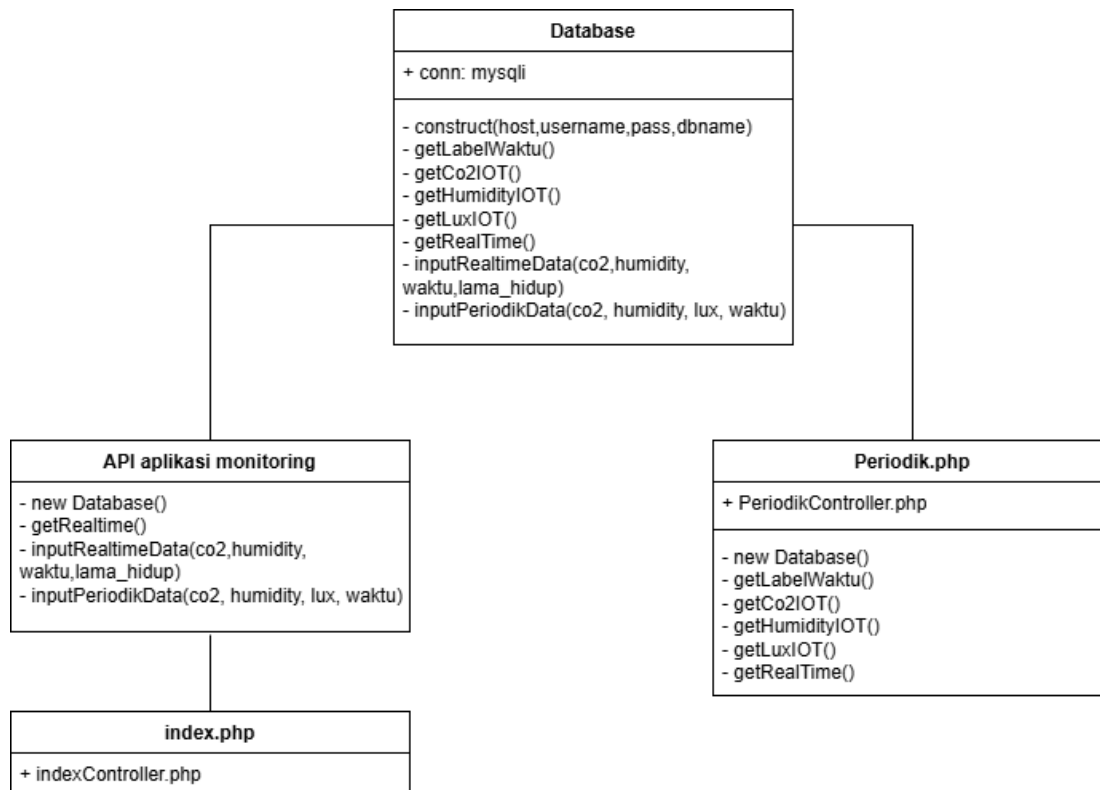 Database
+ conn: mysqli
- construct(host,username,pass,dbname)
- getLabelWaktu()
- getCo2IOT()
- getHumidityIOT()
- getLuxIOT()
- getRealTime()
- inputRealtimeData(co2,humidity,
waktu,lama_hidup)
- inputPeriodikData(co2, humidity, lux, waktu)
API aplikasi monitoring
- new Database()
- getRealtime()
- inputRealtimeData(co2,humidity,
waktu,lama_hidup)
- inputPeriodikData(co2, humidity, lux, waktu)
Periodik.php
+ PeriodikController.php
- new Database()
- getLabelWaktu()
- getCo2IOT()
- getHumidityIOT()
- getLuxIOT()
- getRealTime()
index.php
+ indexController.php